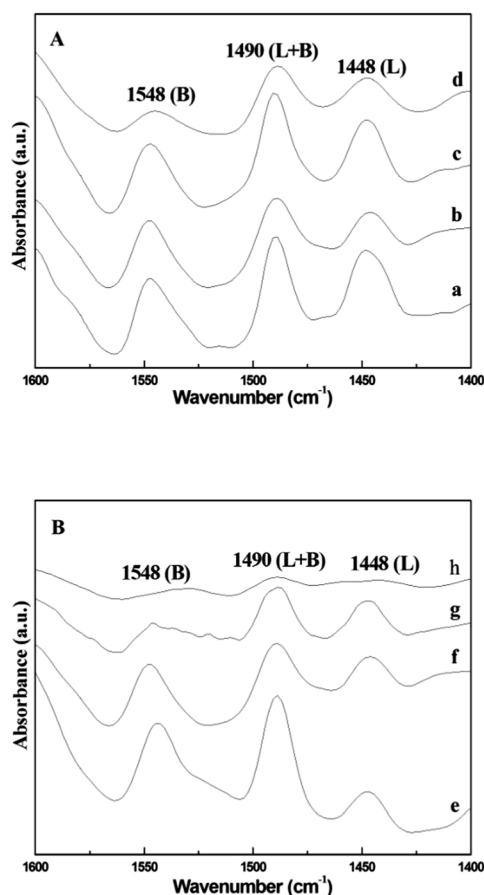 A
1490 (L+B)
1548 (B)
1448 (L)
d
c
b
a
Absorbance (a.u.)
1600
1550
1500
1450
1400
Wavenumber (cm-1)
B
1548 (B)
1490 (L+B)
1448 (L)
h
g
f
e
Absorbance (a.u.)
1600
1550
1500
1450
1400
Wavenumber (cm-1)